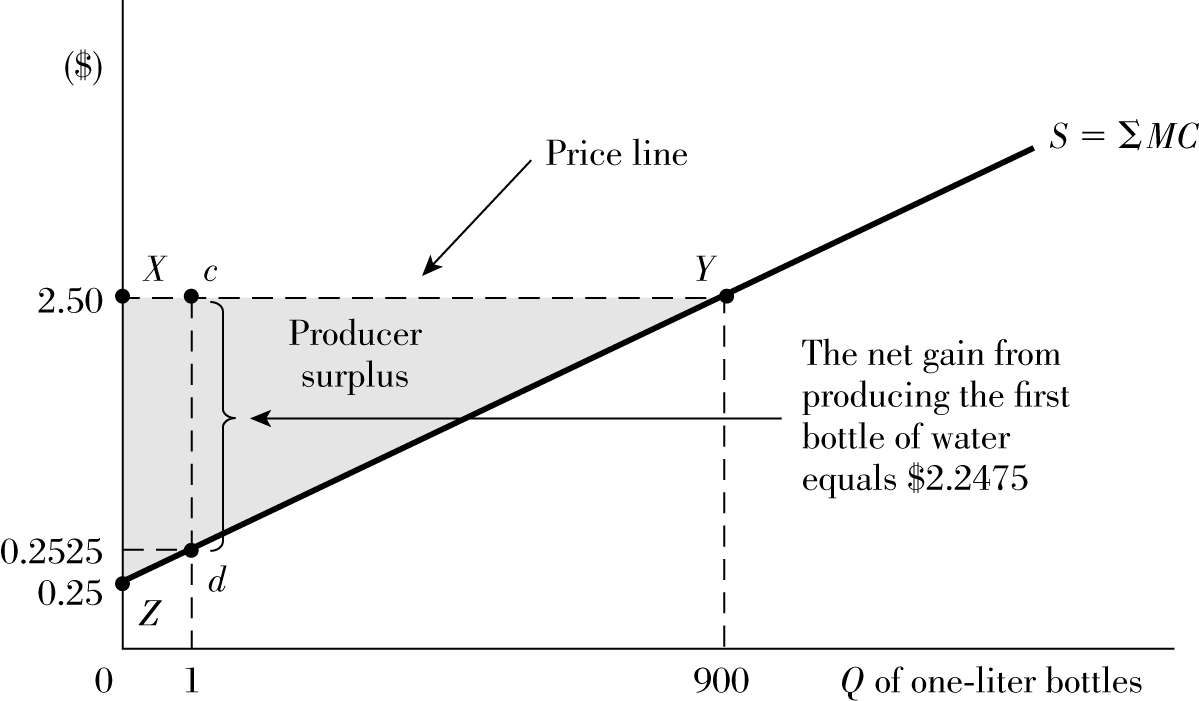 ($)
S = ΣMC
Price line
X
c
Y
2.50
Producer
surplus
The net gain from
producing the first
bottle of water
equals $2.2475
0.2525
0.25
d
Z
0
1
900
Q of one-liter bottles